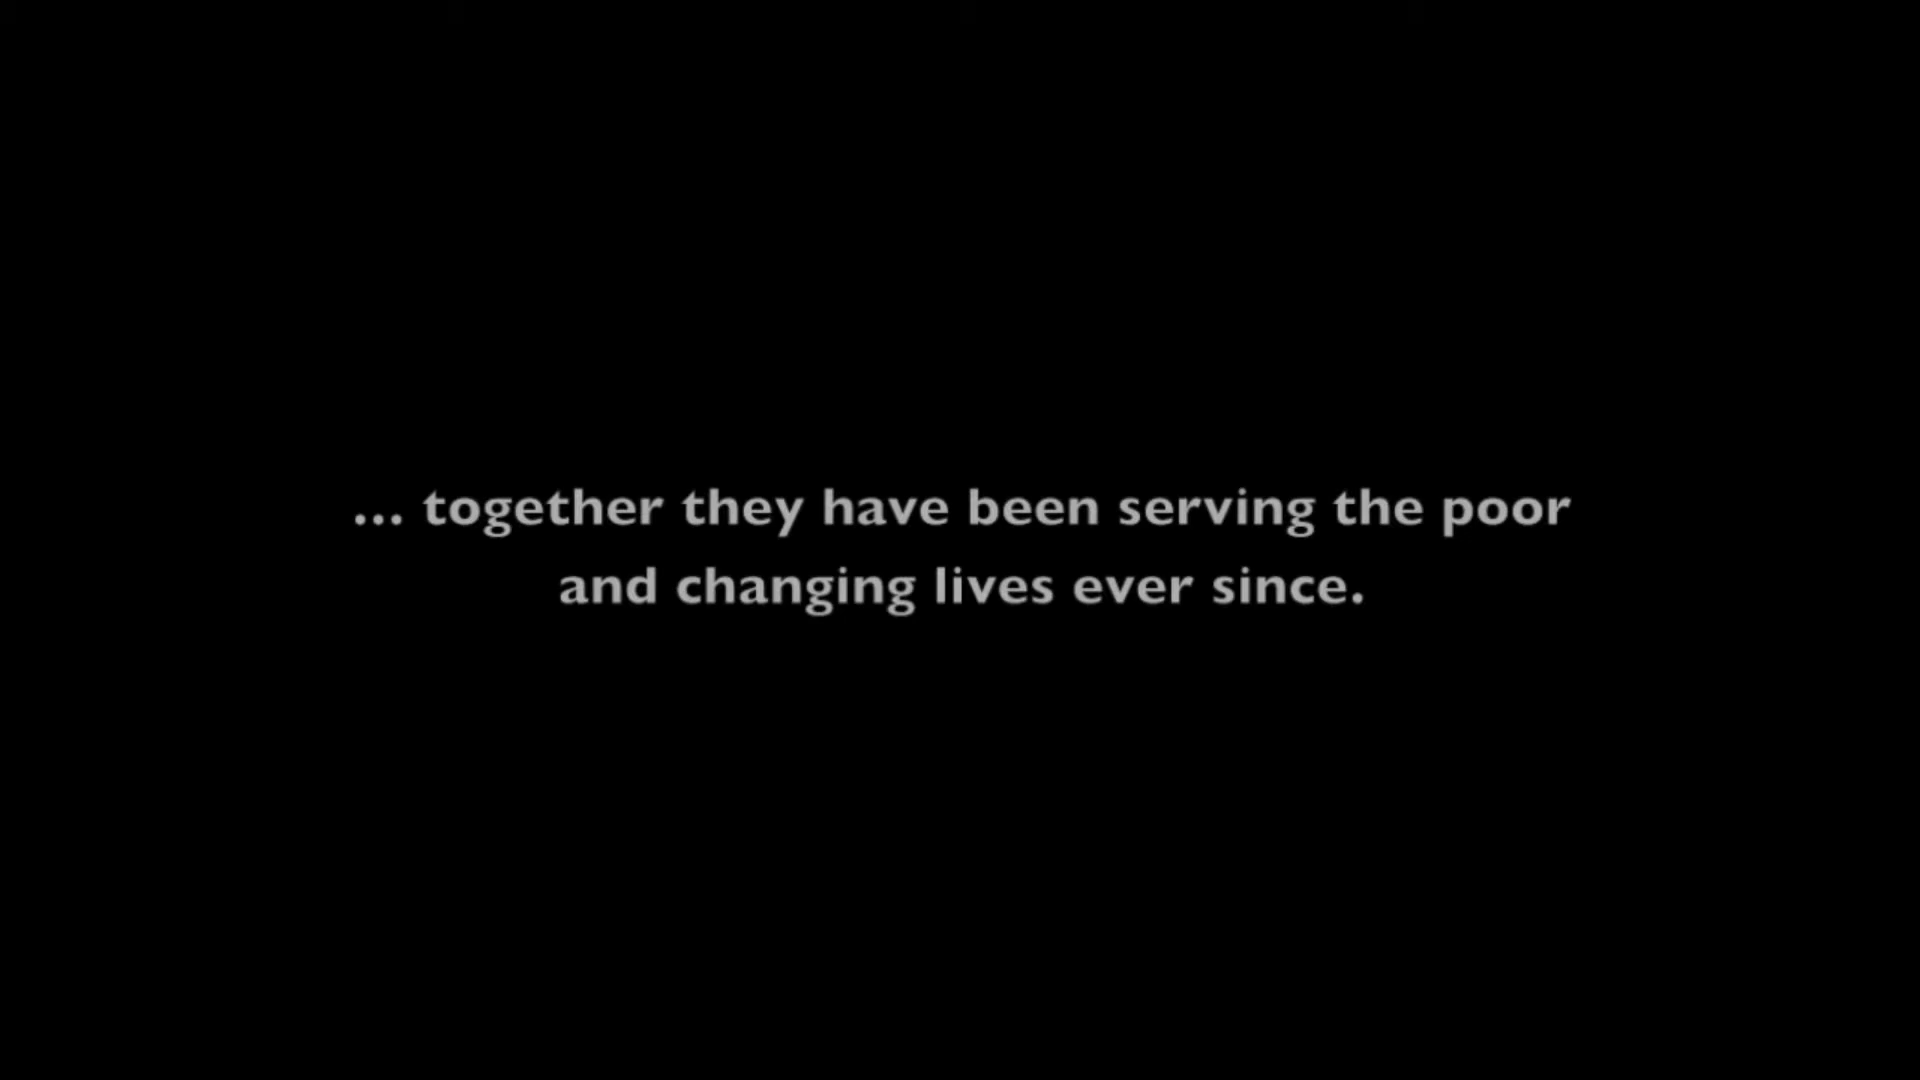 ... together they have been serving the poor
and changing lives ever since.